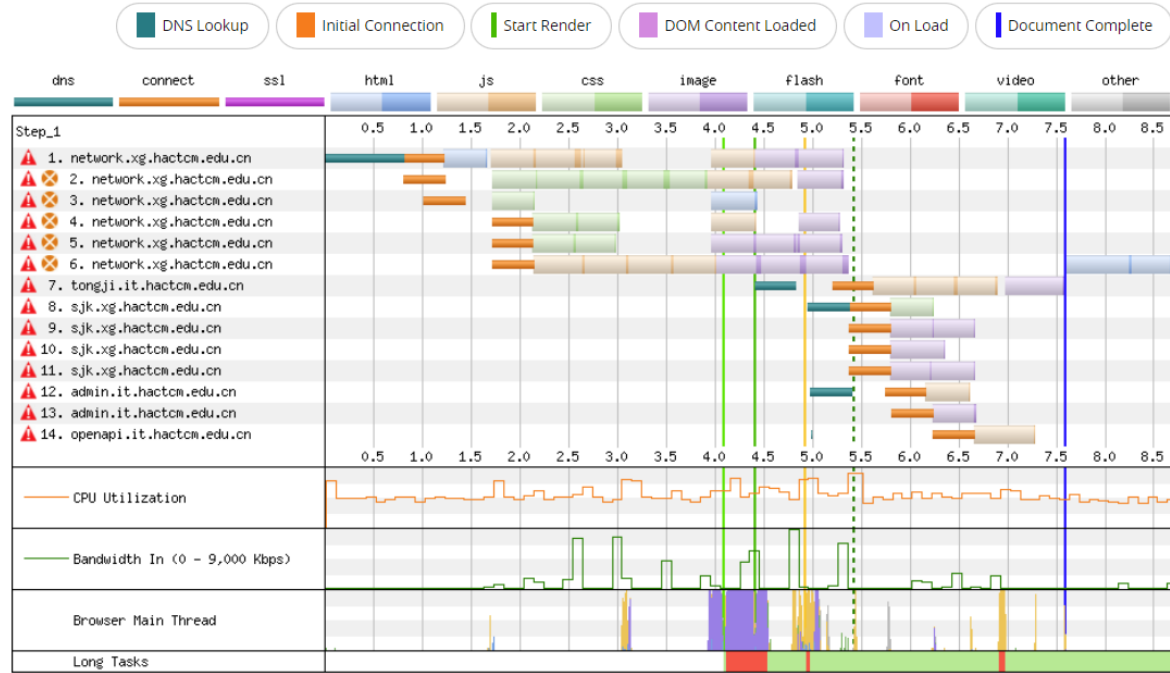 DNS Lookup Initial Connection Start Render DOM Content Loaded On Load Document Complete
dns connect ssl html js css image flash font video other
Step_1 0.5 1.0 1.5 2.0 2.5 3.0 3.5 4.0 4.5 5.0 5.5 6.0 6.5 7.0 7.5 8.0 8.5
1. network.xg.hactcm.edu.cn
2. network.xg.hactcm.edu.cn
3. network.xg.hactcm.edu.cn
4. network.xg.hactcm.edu.cn
5. network.xg.hactcm.edu.cn
6. network.xg.hactcm.edu.cn
7. tongji.it.hactcm.edu.cn
8. sjk.xg.hactcm.edu.cn
9. sjk.xg.hactcm.edu.cn
10. sjk.xg.hactcm.edu.cn
11. sjk.xg.hactcm.edu.cn
12. admin.it.hactcm.edu.cn
13. admin.it.hactcm.edu.cn
14. openapi.it.hactcm.edu.cn
0.5 1.0 1.5 2.0 2.5 3.0 3.5 4.0 4.5 5.0 5.5 6.0 6.5 7.0 7.5 8.0 8.5
CPU Utilization
Bandwidth In (0 - 9,000 Kbps)
Browser Main Thread
Long Tasks